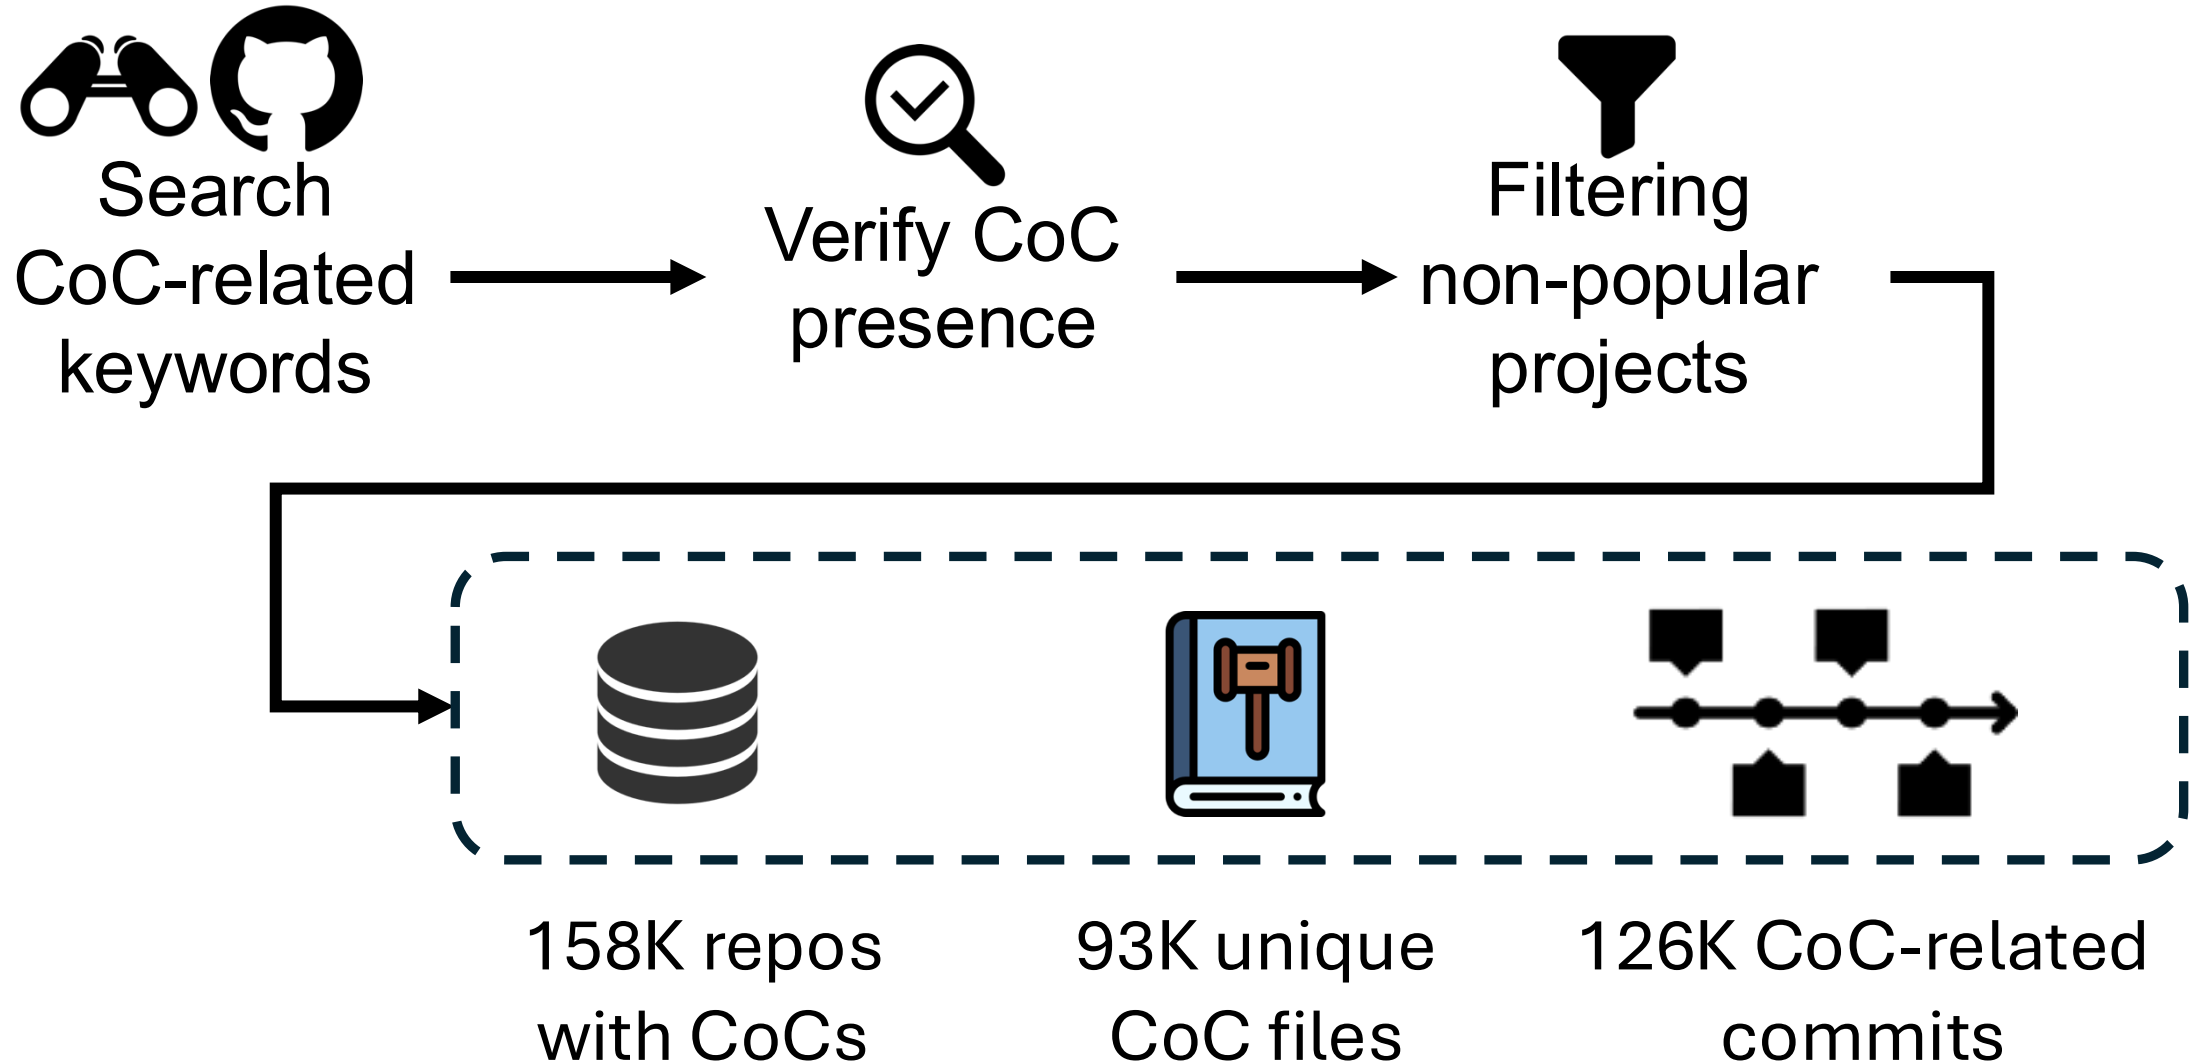 Search
CoC-related
keywords
Verify CoC
presence
Filtering
non-popular
projects
158K repos
with CoCs
93K unique
CoC files
126K CoC-related
commits